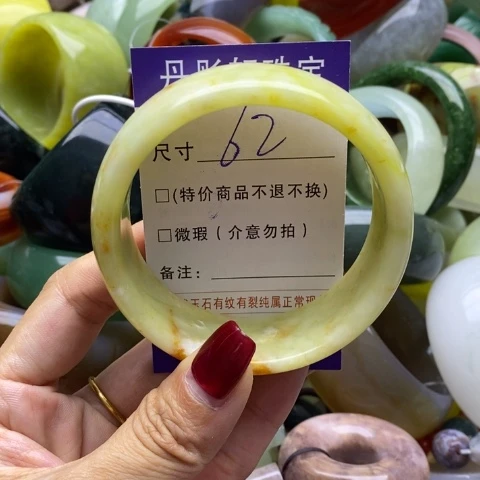 尺寸 62
□(特价商品不退不换)
□微瑕(介意勿拍)
备注:
玉石有纹有裂纯属正常现